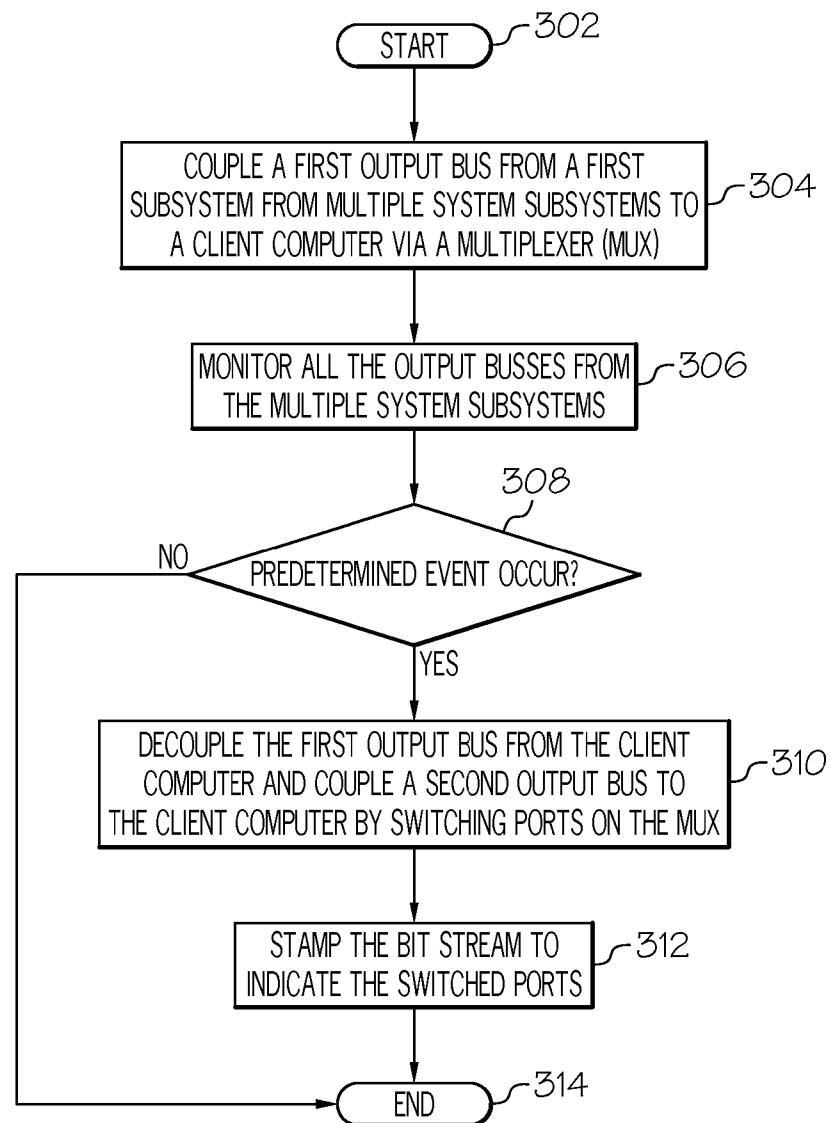 START
302
COUPLE A FIRST OUTPUT BUS FROM A FIRST
SUBSYSTEM FROM MULTIPLE SYSTEM SUBSYSTEMS TO
A CLIENT COMPUTER VIA A MULTIPLEXER (MUX)
304
MONITOR ALL THE OUTPUT BUSSES FROM
THE MULTIPLE SYSTEM SUBSYSTEMS
306
308
NO
PREDETERMINED EVENT OCCUR?
YES
DECOUPLE THE FIRST OUTPUT BUS FROM THE CLIENT
COMPUTER AND COUPLE A SECOND OUTPUT BUS TO
THE CLIENT COMPUTER BY SWITCHING PORTS ON THE MUX
310
STAMP THE BIT STREAM TO
INDICATE THE SWITCHED PORTS
312
END
314